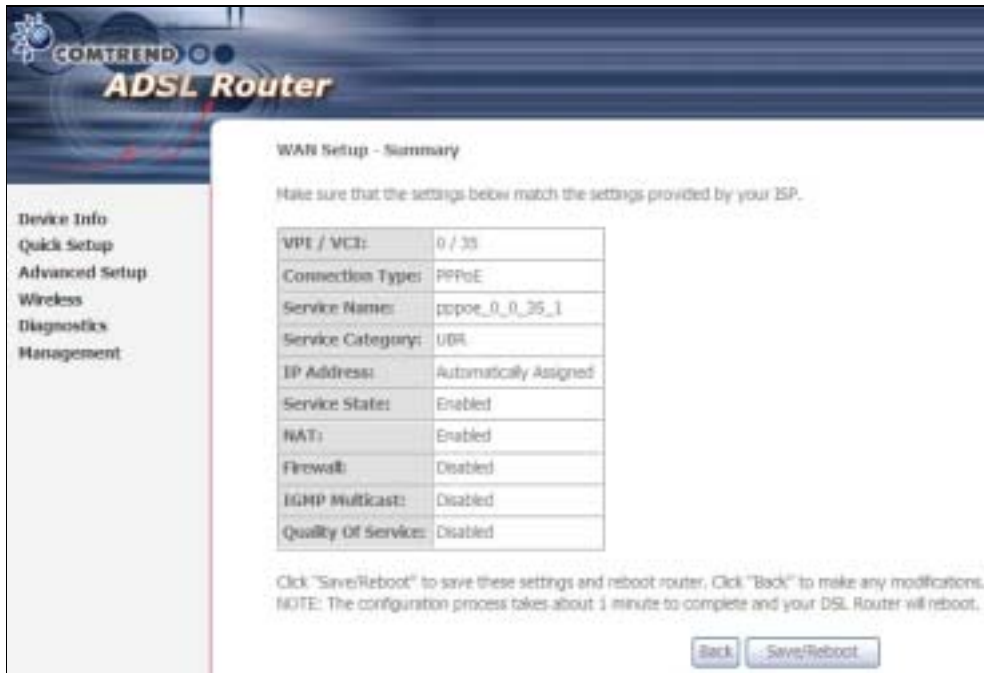 COMTREND
ADSL Router
WAN Setup - Summary
Make sure that the settings below match the settings provided by your ISP.
Device Info
Quick Setup
Advanced Setup
Wireless
Diagnostics
Management
VPI / VCI: 0 / 35
Connection Type: PPPoE
Service Name: pppoe_0_0_35_1
Service Category: UBR
IP Address: Automatically Assigned
Service State: Enabled
NAT: Enabled
Firewall: Disabled
IGMP Multicast: Disabled
Quality Of Service: Disabled
Click "Save/Reboot" to save these settings and reboot router. Click "Back" to make any modifications.
NOTE: The configuration process takes about 1 minute to complete and your DSL Router will reboot.
Back Save/Reboot